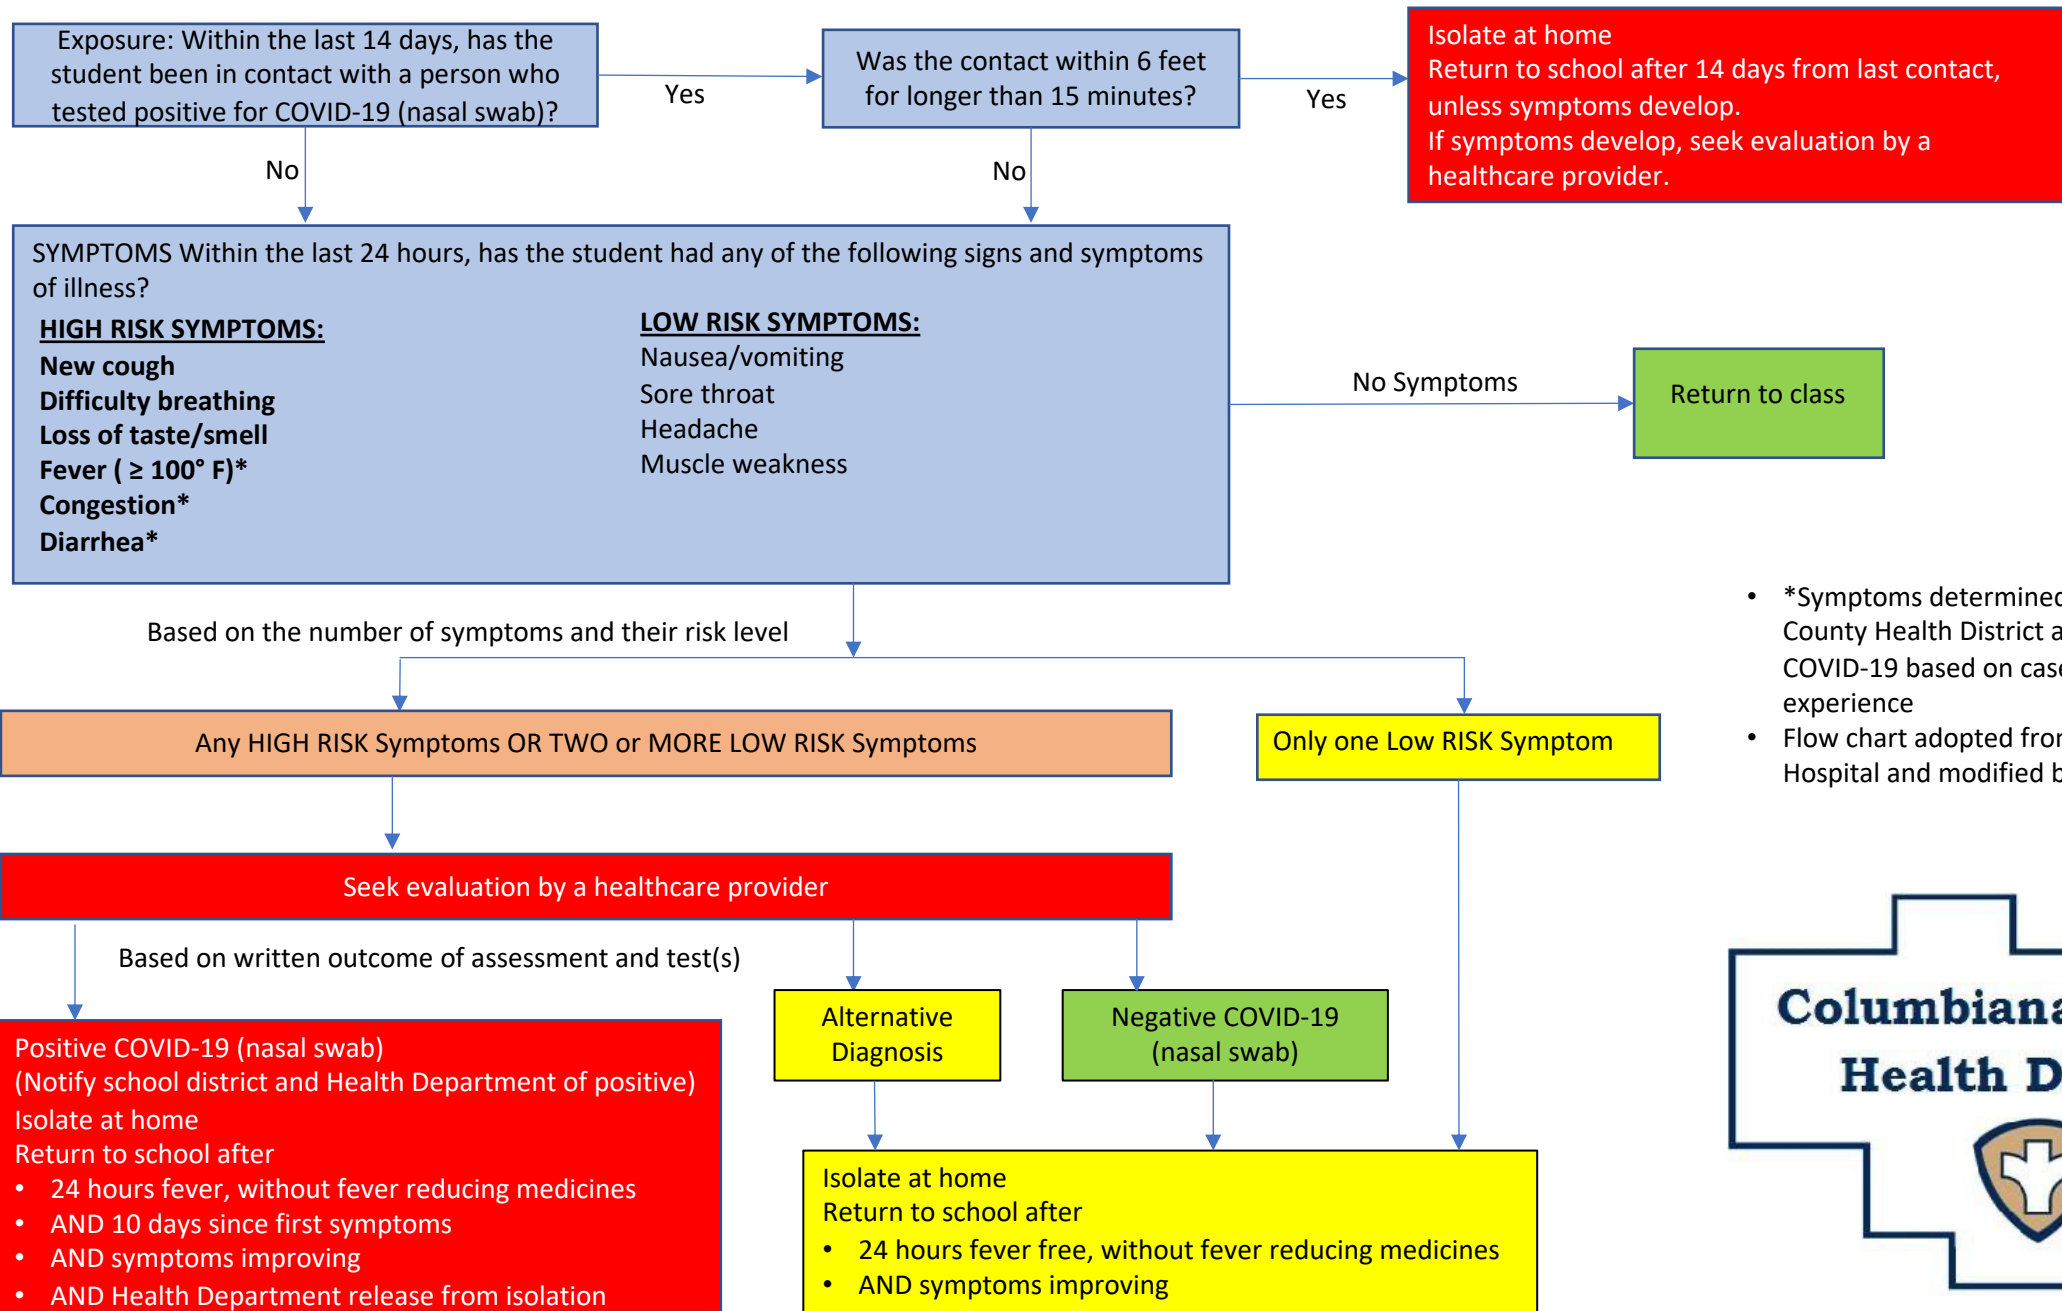 Exposure: Within the last 14 days, has the
student been in contact with a person who
tested positive for COVID-19 (nasal swab)?
Yes
Was the contact within 6 feet
for longer than 15 minutes?
Yes
Isolate at home
Return to school after 14 days from last contact,
unless symptoms develop.
If symptoms develop, seek evaluation by a
healthcare provider.
No
No
SYMPTOMS Within the last 24 hours, has the student had any of the following signs and symptoms
of illness?
HIGH RISK SYMPTOMS:
New cough
Difficulty breathing
Loss of taste/smell
Fever ( ≥ 100° F)*
Congestion*
Diarrhea*
LOW RISK SYMPTOMS:
Nausea/vomiting
Sore throat
Headache
Muscle weakness
No Symptoms
Return to class
Based on the number of symptoms and their risk level
• *Symptoms determined
County Health District
COVID-19 based on
experience
• Flow chart adopted
Hospital and modified
Any HIGH RISK Symptoms OR TWO or MORE LOW RISK Symptoms
Only one Low RISK Symptom
Seek evaluation by a healthcare provider
Based on written outcome of assessment and test(s)
Alternative
Diagnosis
Negative COVID-19
(nasal swab)
Positive COVID-19 (nasal swab)
(Notify school district and Health Department of positive)
Isolate at home
Return to school after
• 24 hours fever, without fever reducing medicines
• AND 10 days since first symptoms
• AND symptoms improving
• AND Health Department release from isolation
Isolate at home
Return to school after
• 24 hours fever free, without fever reducing medicines
• AND symptoms improving
Columbiana
Health